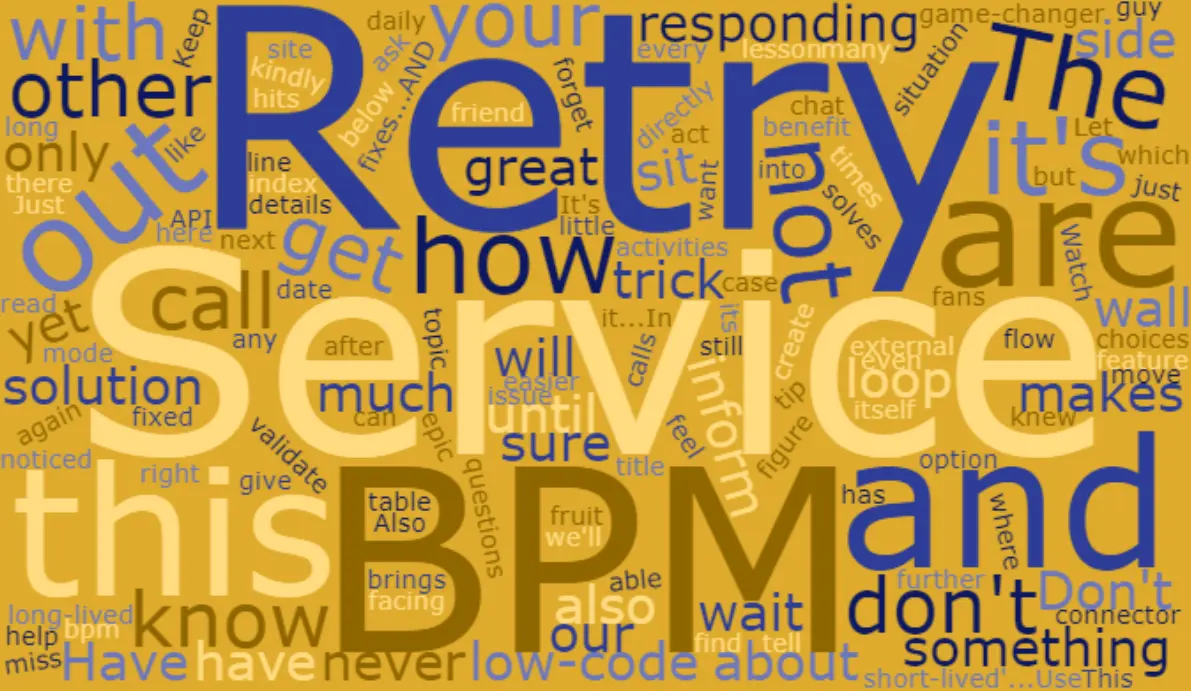 with
Keep
daily
ask
your
responding
game-changer
guy
site
every
lessonmany
The
side
other
kindly
hits
Retry
below
fixes...AND
friend
forget
directly
situation
long
chat
Let
out
like
only
line
great
act
benefit
it's
which
there
Just
index
details
sit
want
into
not
times
solves
but
just
API
here
next
get
It's
little
how
activities
are
Watch
read
call
date
trick
case
fans
wall
yet
mode
any
after
topic
Service
it...In
its
create
flow
choices
solution
will
calls
still
external
even
feature
move
fixed
much
easier
issue
inform
loop
makes
again
can
until
tip
itself
knew
noticed
validate
epic
sure
feel
figure
right
give
title
option
this
questions
BPM
has
and
table
Also
fruit
we'll
where
long-lived
brings
able
further
Don't
help
bpm
know
facing
also
wait
don't
connector
miss
our
find
tell
something
Have
have
never
low-code
about
short-lived'...UseThis